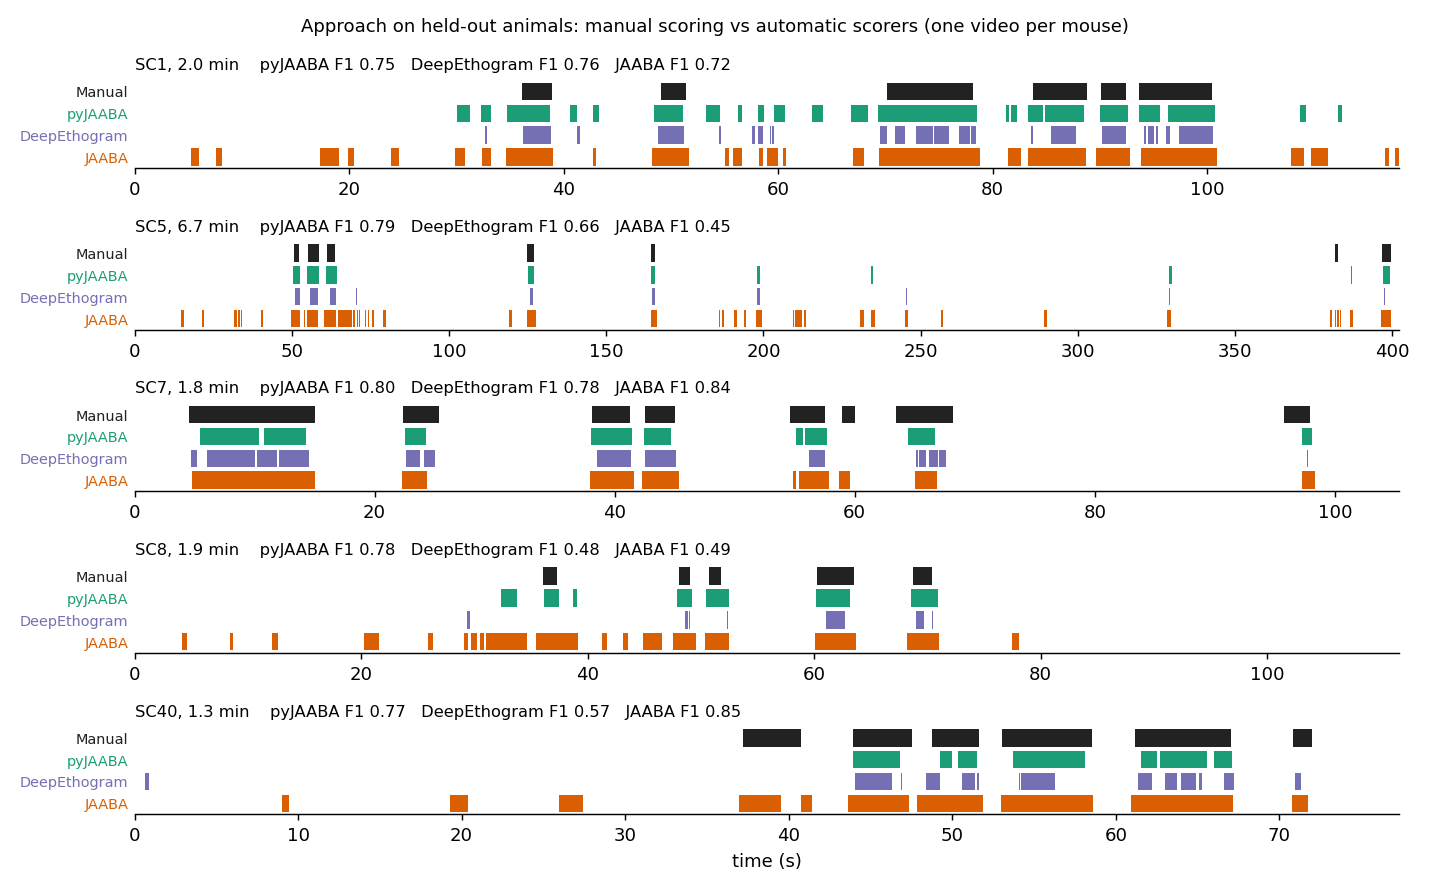 Approach on held-out animals: manual scoring vs automatic scorers (one video per mouse)
SC1, 2.0 min    pyJAABA F1 0.75   DeepEthogram F1 0.76   JAABA F1 0.72
Manual
pyJAABA
DeepEthogram
JAABA
0 20 40 60 80 100
SC5, 6.7 min    pyJAABA F1 0.79   DeepEthogram F1 0.66   JAABA F1 0.45
Manual
pyJAABA
DeepEthogram
JAABA
0 50 100 150 200 250 300 350 400
SC7, 1.8 min    pyJAABA F1 0.80   DeepEthogram F1 0.78   JAABA F1 0.84
Manual
pyJAABA
DeepEthogram
JAABA
0 20 40 60 80 100
SC8, 1.9 min    pyJAABA F1 0.78   DeepEthogram F1 0.48   JAABA F1 0.49
Manual
pyJAABA
DeepEthogram
JAABA
0 20 40 60 80 100
SC40, 1.3 min    pyJAABA F1 0.77   DeepEthogram F1 0.57   JAABA F1 0.85
Manual
pyJAABA
DeepEthogram
JAABA
0 10 20 30 40 50 60 70
time (s)